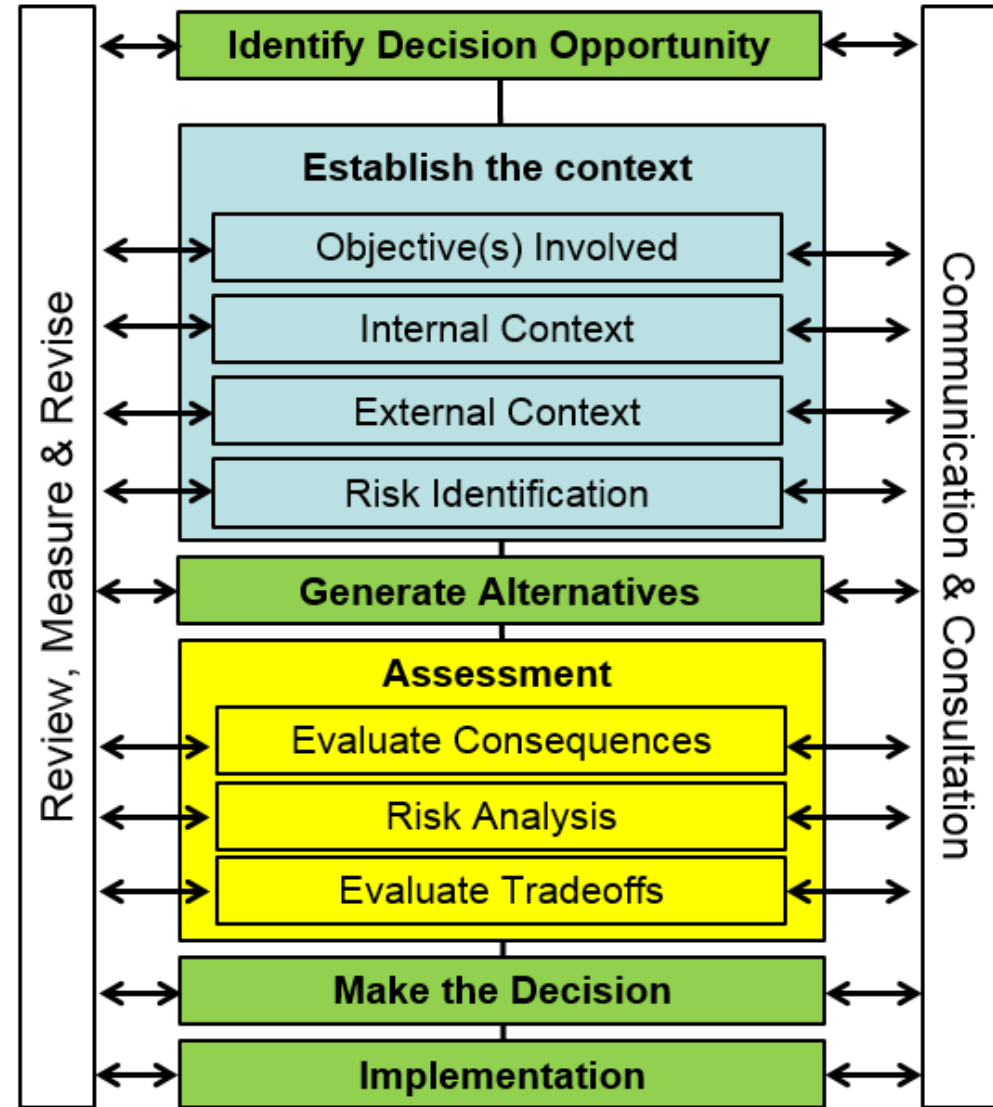 Identify Decision Opportunity
Establish the context
Objective(s) Involved
Internal Context
External Context
Risk Identification
Generate Alternatives
Assessment
Evaluate Consequences
Risk Analysis
Evaluate Tradeoffs
Make the Decision
Implementation
Review, Measure & Revise
Communication & Consultation